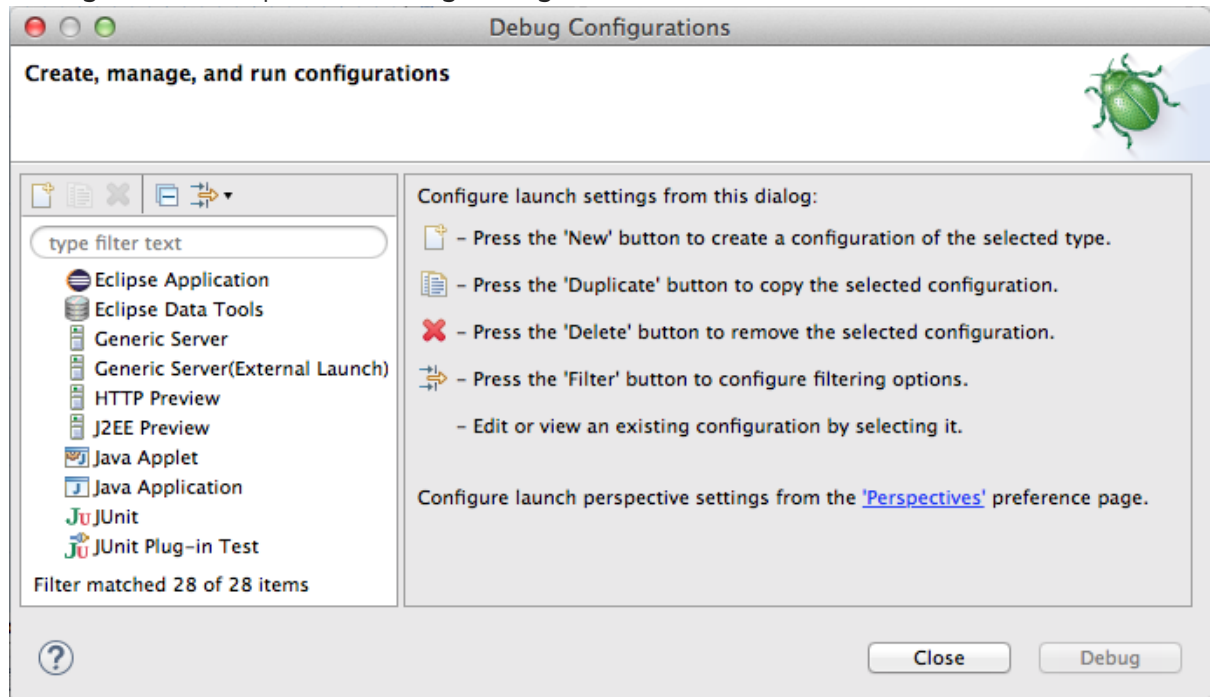 Debug Configurations
Create, manage, and run configurations
type filter text
Eclipse Application
Eclipse Data Tools
Generic Server
Generic Server(External Launch)
HTTP Preview
J2EE Preview
Java Applet
Java Application
JUnit
JUnit Plug-in Test
Filter matched 28 of 28 items
Configure launch settings from this dialog:
– Press the 'New' button to create a configuration of the selected type.
– Press the 'Duplicate' button to copy the selected configuration.
– Press the 'Delete' button to remove the selected configuration.
– Press the 'Filter' button to configure filtering options.
– Edit or view an existing configuration by selecting it.
Configure launch perspective settings from the 'Perspectives' preference page.
Close
Debug